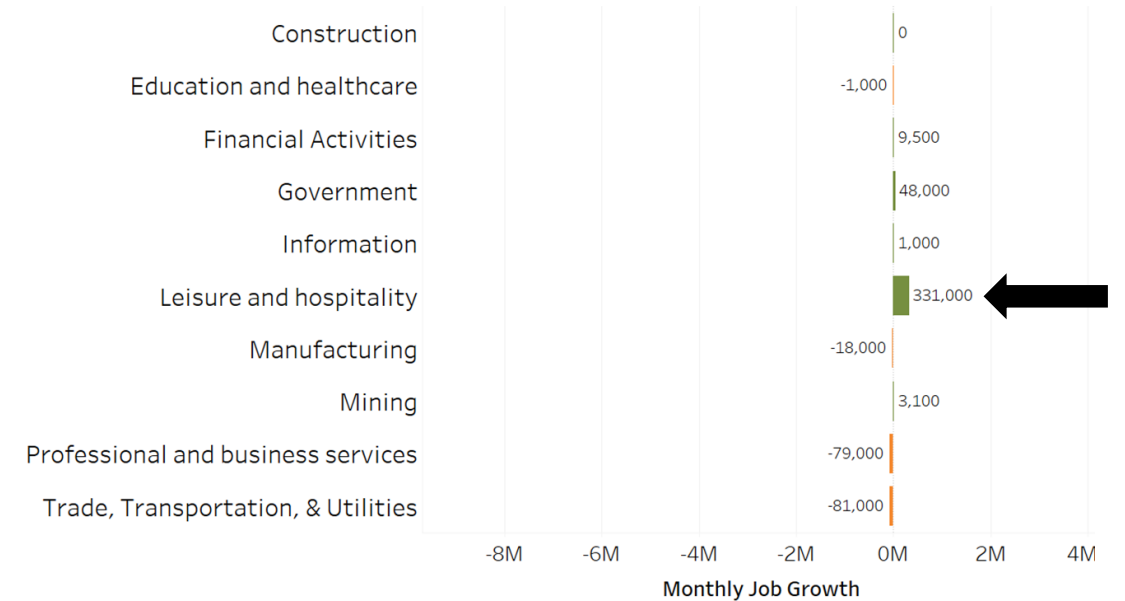 Construction 0
Education and healthcare -1,000
Financial Activities 9,500
Government 48,000
Information 1,000
Leisure and hospitality 331,000
Manufacturing -18,000
Mining 3,100
Professional and business services -79,000
Trade, Transportation, & Utilities -81,000
-8M -6M -4M -2M 0M 2M 4M
Monthly Job Growth